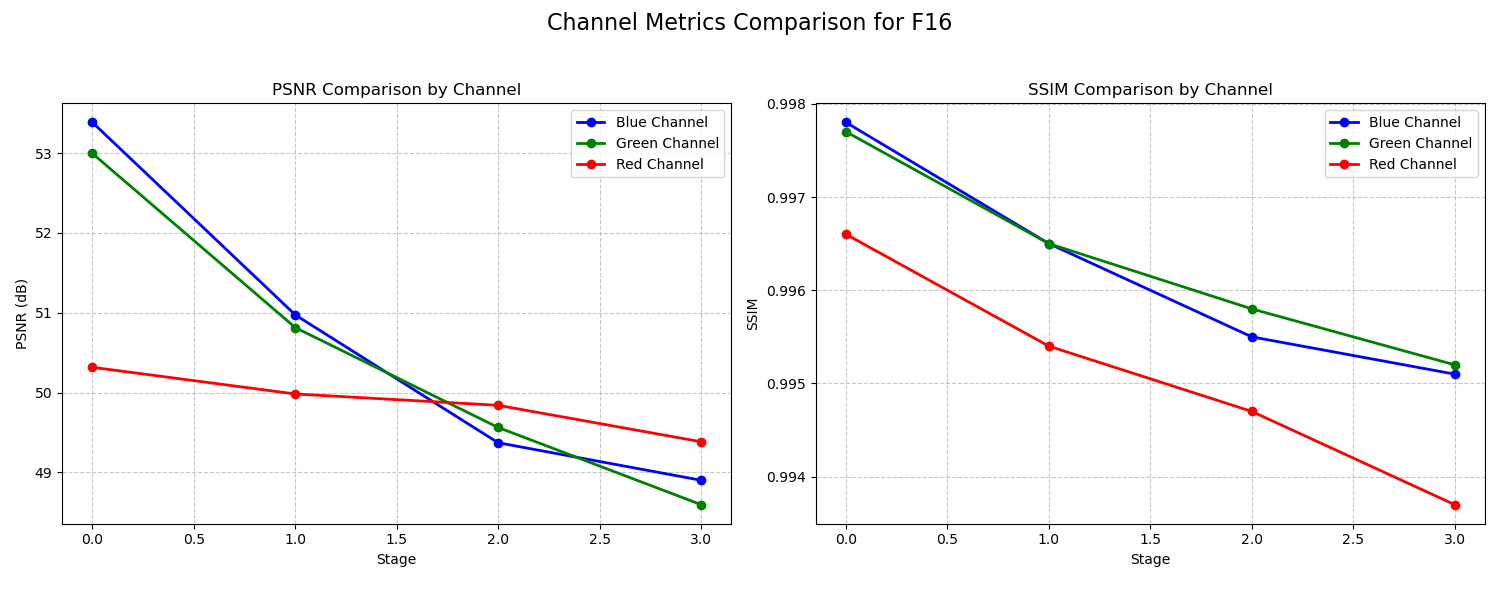 Channel Metrics Comparison for F16
PSNR Comparison by Channel
PSNR (dB)
53
52
51
50
49
Blue Channel
Green Channel
Red Channel
0.0 0.5 1.0 1.5 2.0 2.5 3.0
Stage
SSIM Comparison by Channel
SSIM
0.998
0.997
0.996
0.995
0.994
Blue Channel
Green Channel
Red Channel
0.0 0.5 1.0 1.5 2.0 2.5 3.0
Stage